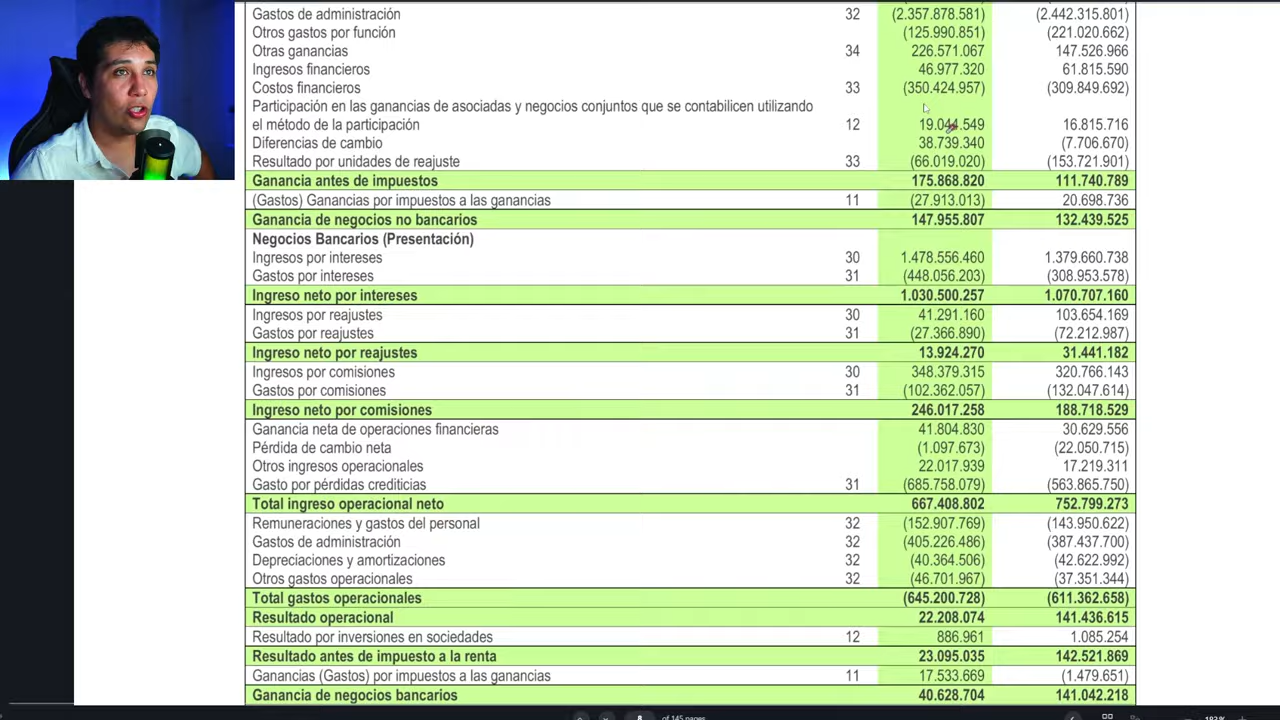 Gastos de administración 32 (2.357.878.581) (2.442.315.801)
Otros gastos por función (125.990.851) (221.020.662)
Otras ganancias 34 226.571.067 147.526.966
Ingresos financieros 46.977.320 61.815.590
Costos financieros 33 (350.424.957) (309.849.692)
Participación en las ganancias de asociadas y negocios conjuntos que se contabilicen utilizando
el método de la participación 12 19.044.549 16.815.716
Diferencias de cambio 38.739.340 (7.706.670)
Resultado por unidades de reajuste 33 (66.019.020) (153.721.901)
Ganancia antes de impuestos 175.868.820 111.740.789
(Gastos) Ganancias por impuestos a las ganancias 11 (27.913.013) 20.698.736
Ganancia de negocios no bancarios 147.955.807 132.439.525
Negocios Bancarios (Presentación)
Ingresos por intereses 30 1.478.556.460 1.379.660.738
Gastos por intereses 31 (448.056.203) (308.953.578)
Ingreso neto por intereses 1.030.500.257 1.070.707.160
Ingresos por reajustes 30 41.291.160 103.654.169
Gastos por reajustes 31 (27.366.890) (72.212.987)
Ingreso neto por reajustes 13.924.270 31.441.182
Ingresos por comisiones 30 348.379.315 320.766.143
Gastos por comisiones 31 (102.362.057) (132.047.614)
Ingreso neto por comisiones 246.017.258 188.718.529
Ganancia neta de operaciones financieras 41.804.830 30.629.556
Pérdida de cambio neta (1.097.673) (22.050.715)
Otros ingresos operacionales 22.017.939 17.219.311
Gasto por pérdidas crediticias 31 (685.758.079) (563.865.750)
Total ingreso operacional neto 667.408.802 752.799.273
Remuneraciones y gastos del personal 32 (152.907.769) (143.950.622)
Gastos de administración 32 (405.226.486) (387.437.700)
Depreciaciones y amortizaciones 32 (40.364.506) (42.622.992)
Otros gastos operacionales 32 (46.701.967) (37.351.344)
Total gastos operacionales (645.200.728) (611.362.658)
Resultado operacional 22.208.074 141.436.615
Resultado por inversiones en sociedades 12 886.961 1.085.254
Resultado antes de impuesto a la renta 23.095.035 142.521.869
Ganancias (Gastos) por impuestos a las ganancias 11 17.533.669 (1.479.651)
Ganancia de negocios bancarios 40.628.704 141.042.218
8 of 145 pages